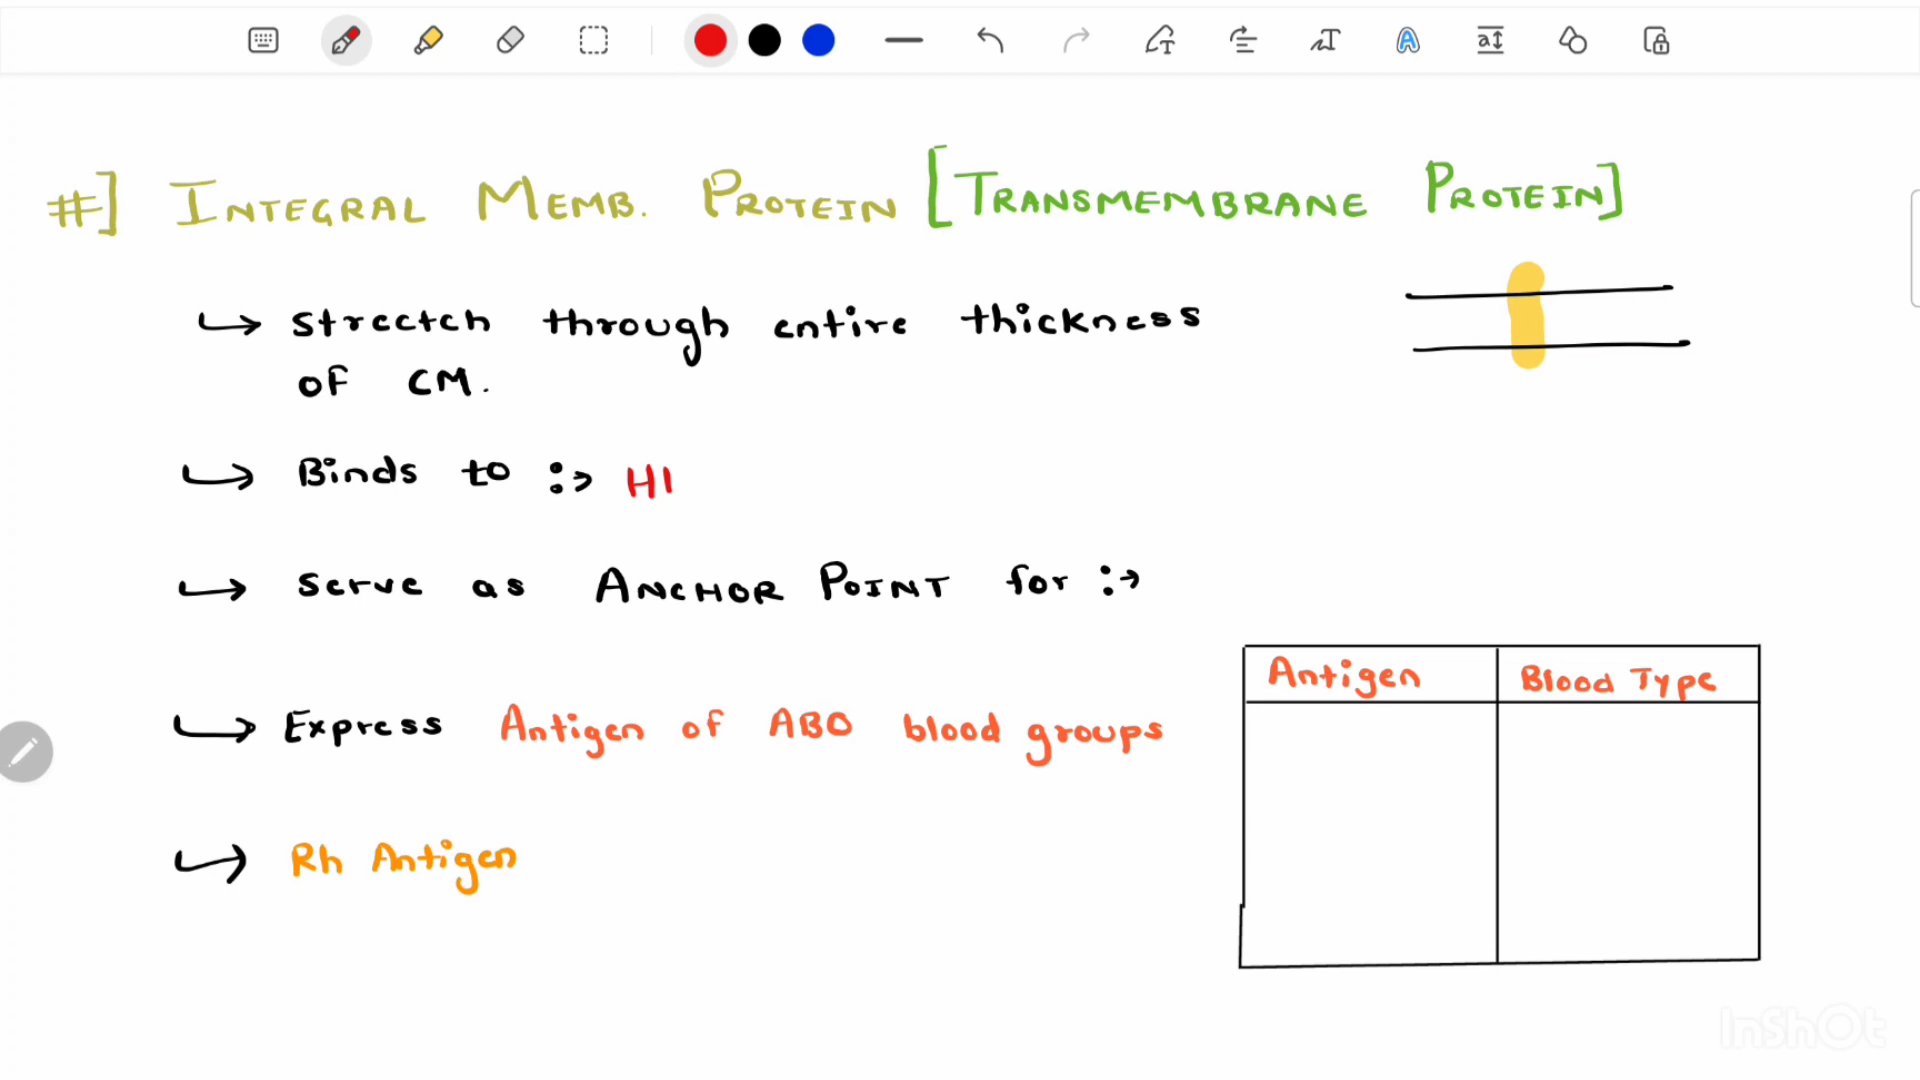 #] INTEGRAL MEMB. PROTEIN [TRANSMEMBRANE PROTEIN]
↳ stretch through entire thickness
of CM.
↳ Binds to :→ HI
↳ serve as ANCHOR POINT for :→
↳ Express Antigen of ABO blood groups
↳ Rh Antigen
Antigen Blood Type
InShOt